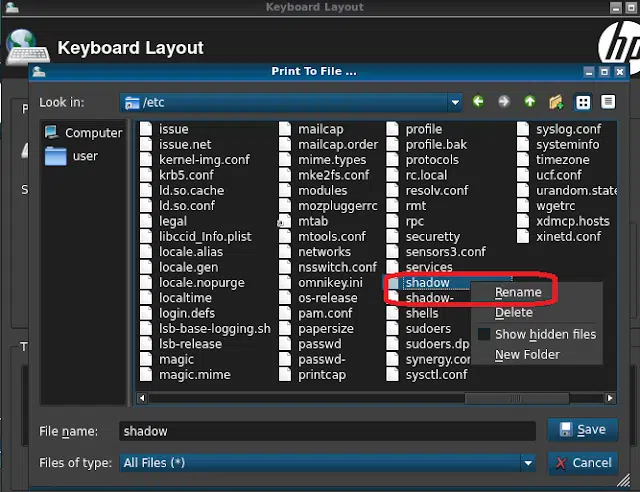 Keyboard Layout
Keyboard Layout
hp
Print To File ...
Look in:
/etc
Computer
user
issue
issue.net
kernel-img.conf
krb5.conf
ld.so.cache
ld.so.conf
legal
libccid_Info.plist
locale.alias
locale.gen
locale.nopurge
localtime
login.defs
lsb-base-logging.sh
lsb-release
magic
magic.mime
mailcap
mailcap.order
mime.types
mke2fs.conf
modules
mozpluggerrc
mtab
mtools.conf
networks
nsswitch.conf
omnikey.ini
os-release
pam.conf
papersize
passwd
passwd-
printcap
profile
profile.bak
protocols
rc.local
resolv.conf
rmt
rpc
securetty
sensors3.conf
services
shadow
shadow-
shells
sudoers
sudoers.dp
synergy.con
sysctl.conf
syslog.conf
systeminfo
timezone
ucf.conf
urandom.state
wgetrc
xdmcp.hosts
xinetd.conf
Rename
Delete
Show hidden files
New Folder
File name:
shadow
Save
Files of type:
All Files (*)
Cancel